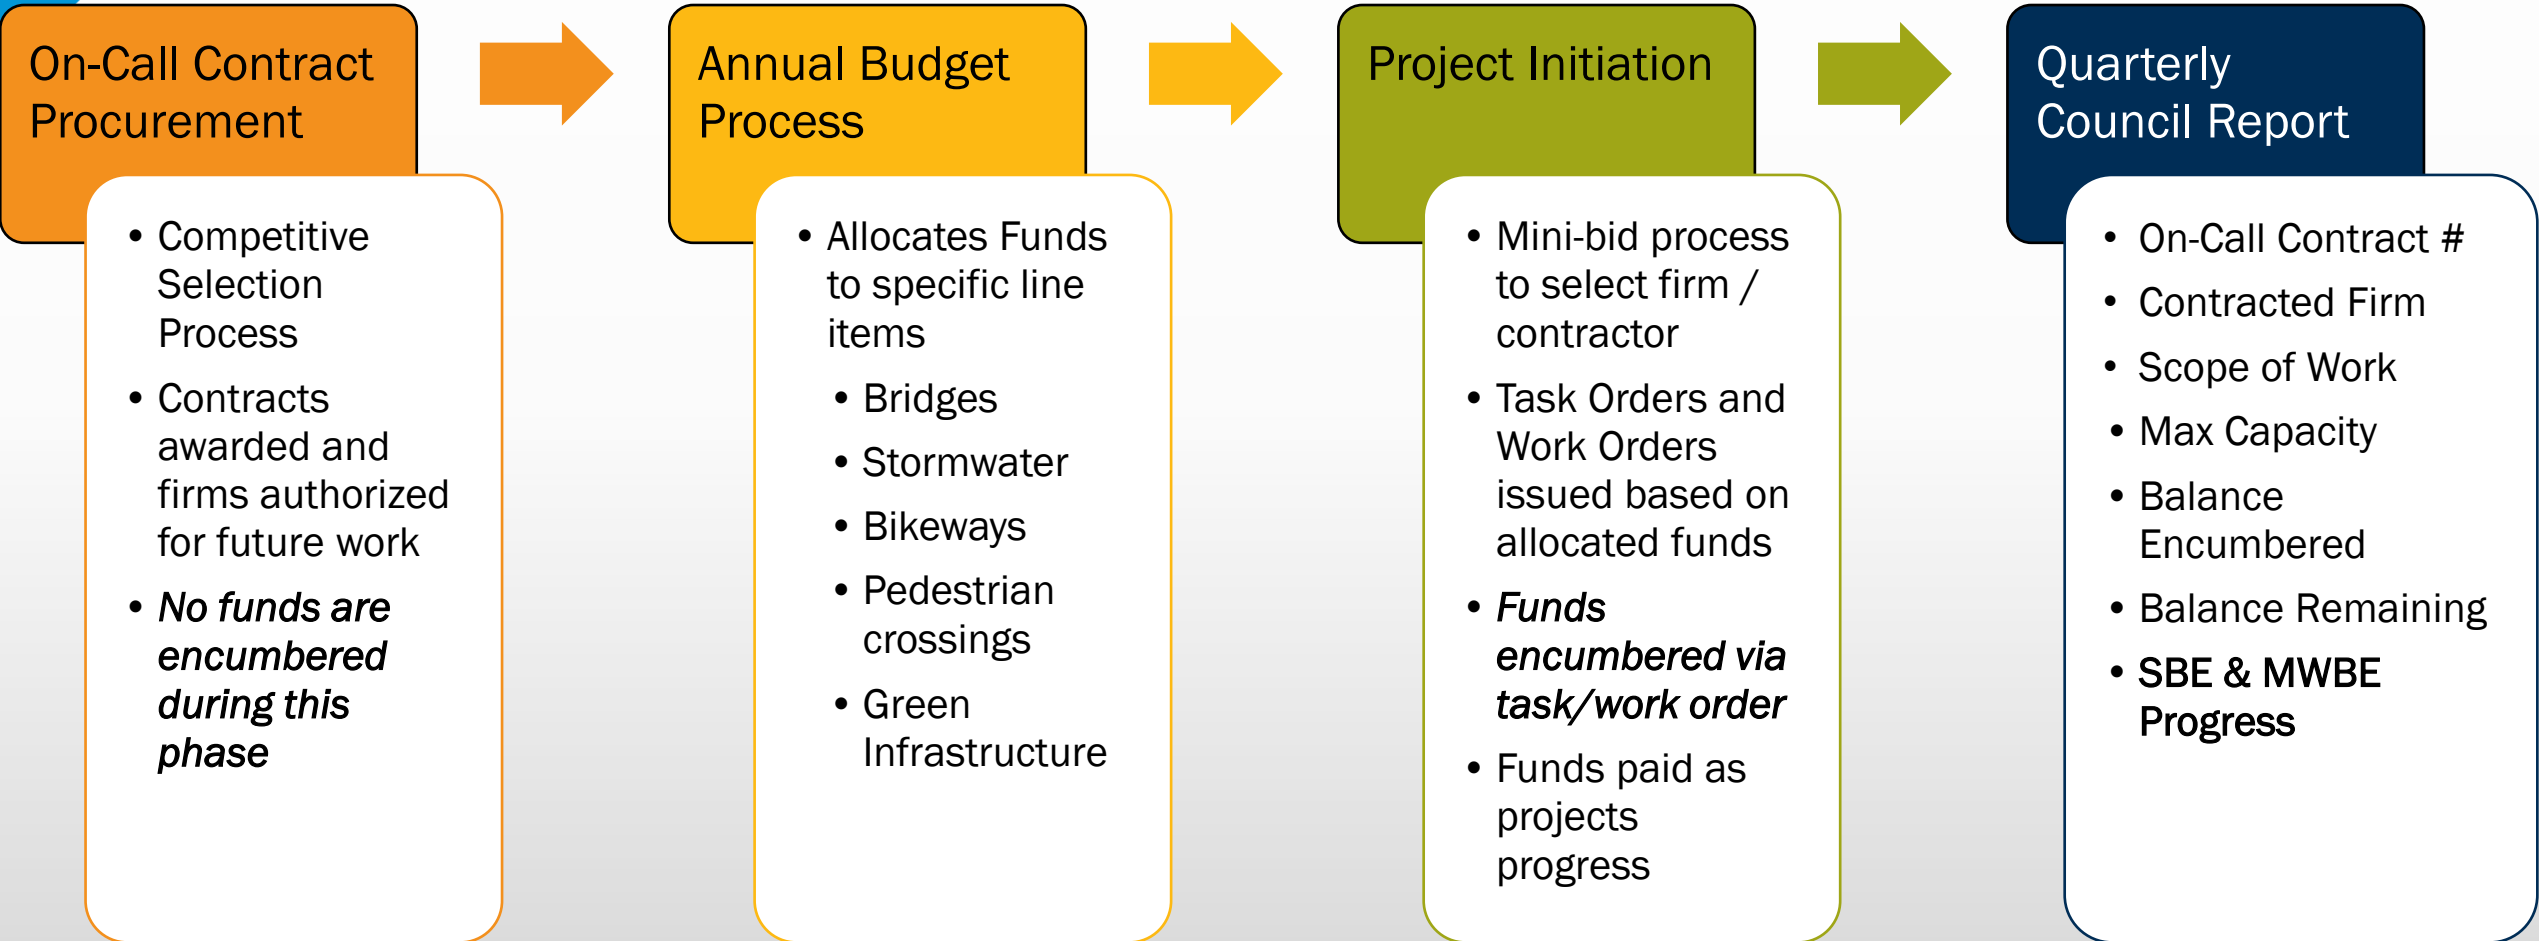 On-Call Contract
Procurement
• Competitive
Selection
Process
• Contracts
awarded and
firms authorized
for future work
• No funds are
encumbered
during this
phase
Annual Budget
Process
• Allocates Funds
to specific line
items
• Bridges
• Stormwater
• Bikeways
• Pedestrian
crossings
• Green
Infrastructure
Project Initiation
• Mini-bid process
to select firm /
contractor
• Task Orders and
Work Orders
issued based on
allocated funds
• Funds
encumbered via
task/work order
• Funds paid as
projects
progress
Quarterly
Council Report
• On-Call Contract #
• Contracted Firm
• Scope of Work
• Max Capacity
• Balance
Encumbered
• Balance Remaining
• SBE & MWBE
Progress